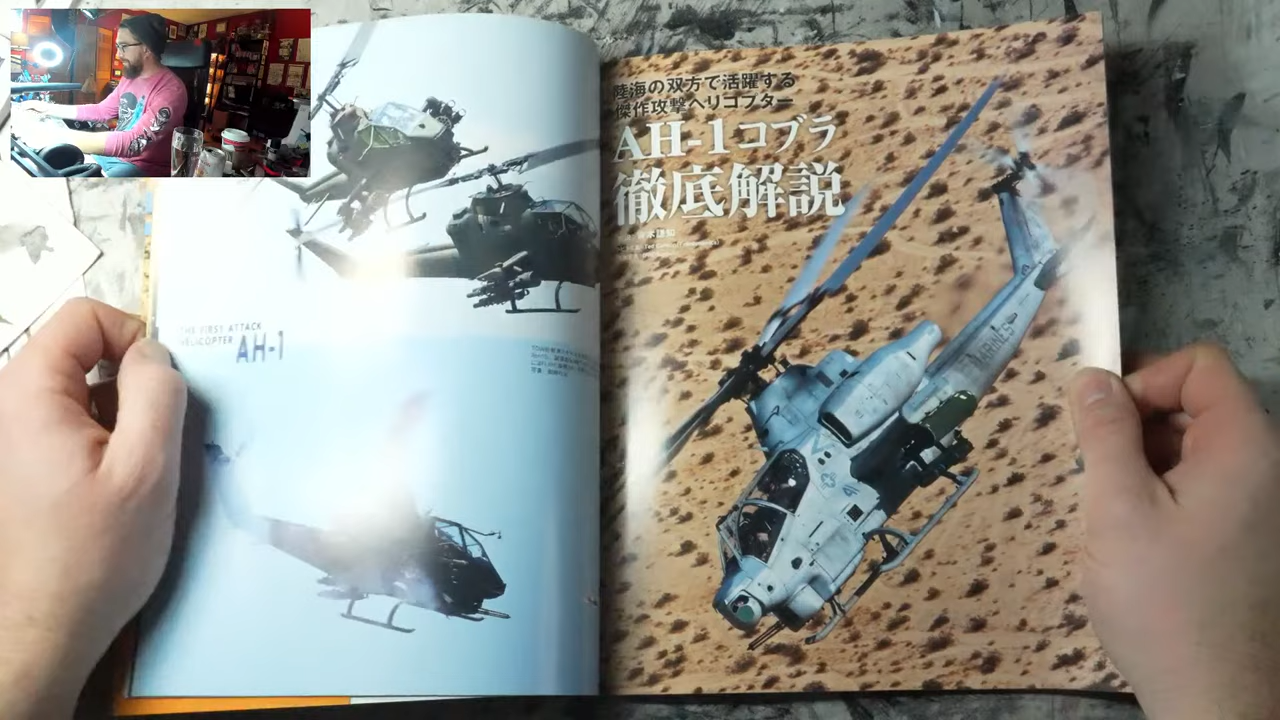 THE FIRST ATTACK
HELICOPTER AH-1
陸海の双方で活躍する
傑作攻撃ヘリコプター
AH-1コブラ
徹底解説
MARINES